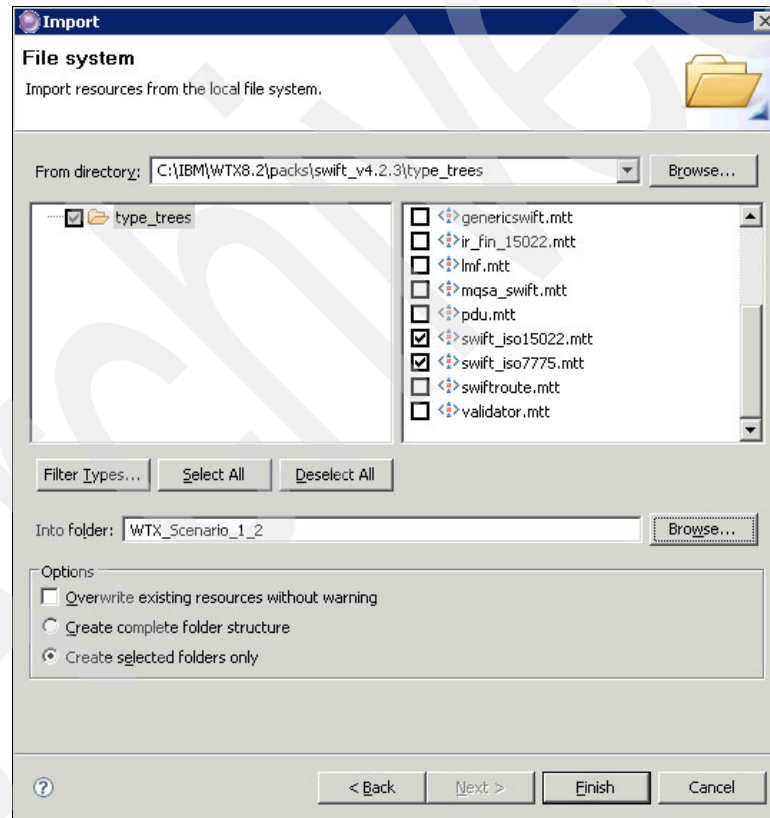 Import
File system
Import resources from the local file system.
From directory: C:\IBM\WTX8.2\packs\swift_v4.2.3\type_trees Browse...
type_trees
genericswift.mtt
ir_fin_15022.mtt
lmf.mtt
mqsa_swift.mtt
pdu.mtt
swift_iso15022.mtt
swift_iso7775.mtt
swiftroute.mtt
validator.mtt
Filter Types... Select All Deselect All
Into folder: WTX_Scenario_1_2 Browse...
Options
Overwrite existing resources without warning
Create complete folder structure
Create selected folders only
? < Back Next > Finish Cancel